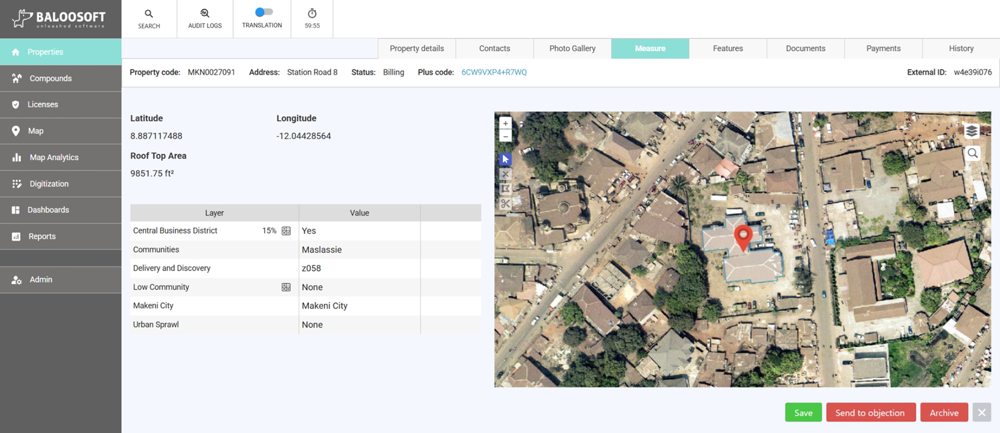 BALOOSOFT
unleashed software
SEARCH
AUDIT LOGS
TRANSLATION
59:55
Properties
Compounds
Licenses
Map
Map Analytics
Digitization
Dashboards
Reports
Admin
Property details Contacts Photo Gallery Measure Features Documents Payments History
Property code: MKN0027091 Address: Station Road 8 Status: Billing Plus code: 6CW9VXP4+R7WQ External ID: w4e39i076
Latitude Longitude
8.887117488 -12.04428564
Roof Top Area
9851.75 ft²
Layer Value
Central Business District 15% Yes
Communities Maslassie
Delivery and Discovery z058
Low Community None
Makeni City Makeni City
Urban Sprawl None
+
−
Save Send to objection Archive